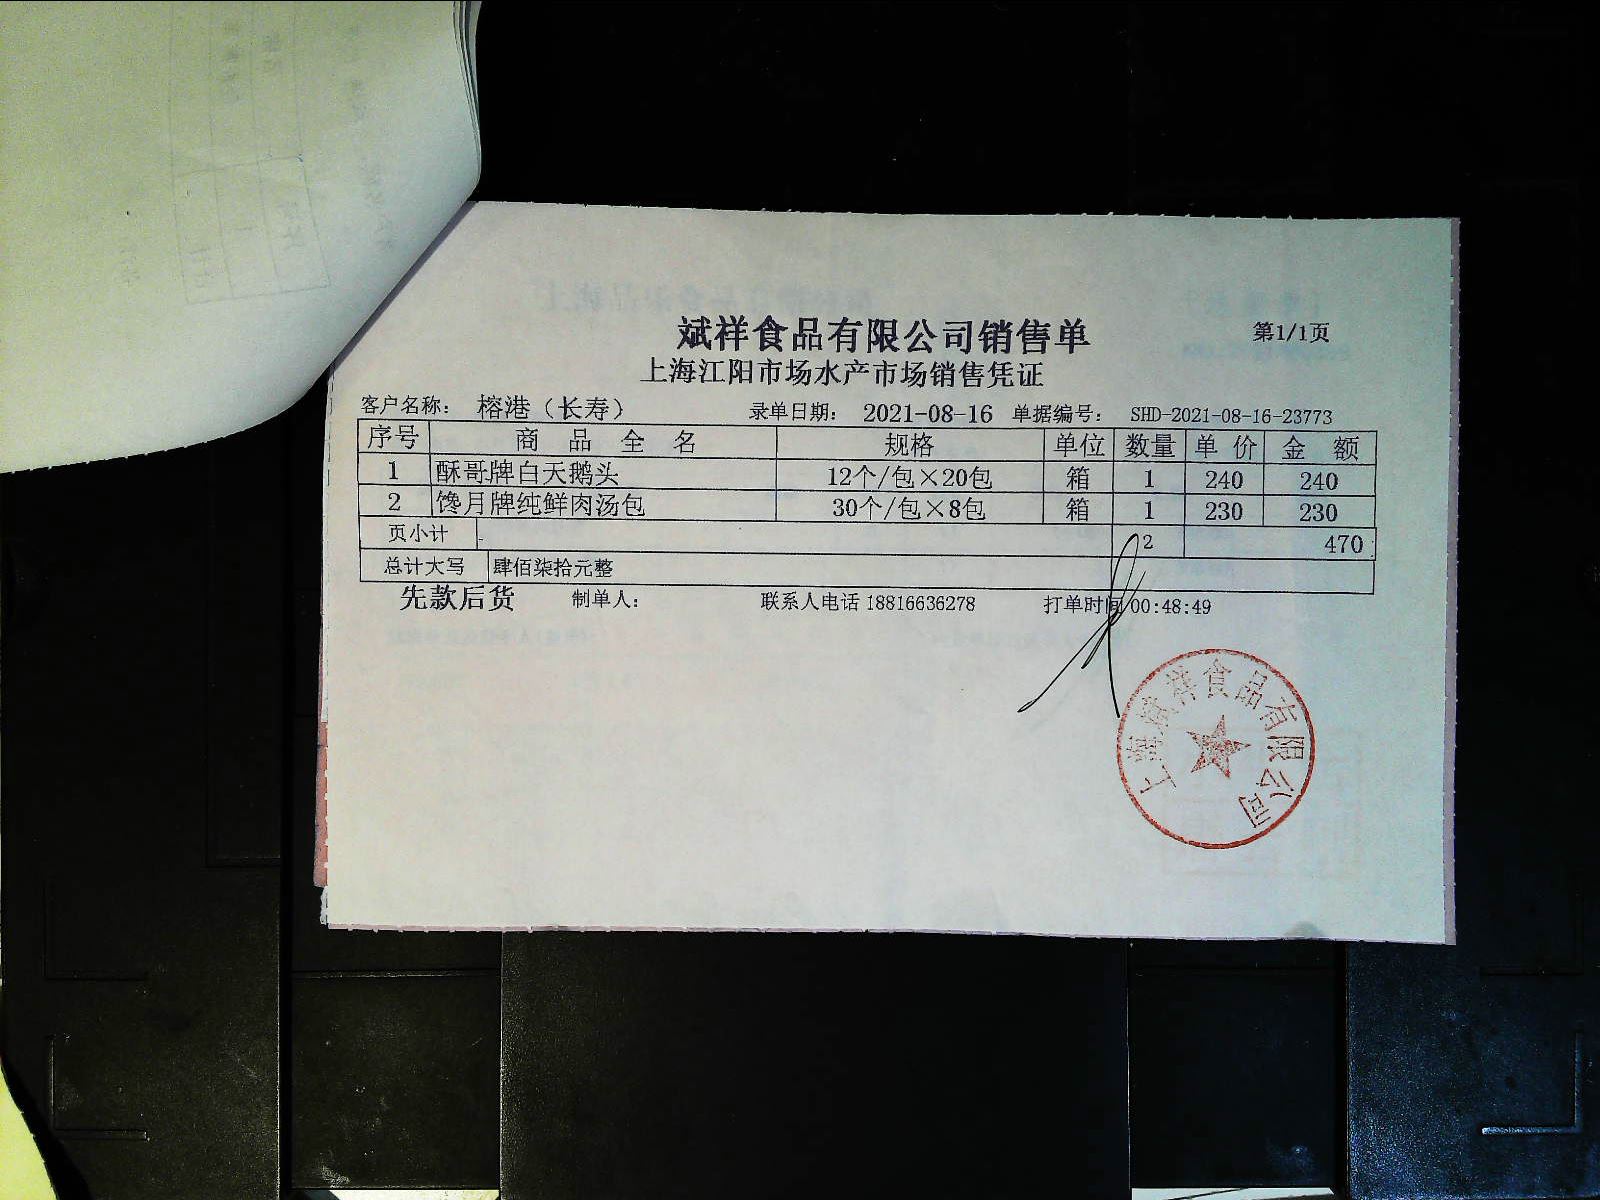 斌祥食品有限公司销售单 第1/1页
上海江阳市场水产市场销售凭证
客户名称: 榕港（长寿） 录单日期: 2021-08-16 单据编号: SHD-2021-08-16-23773
序号 商品全名 规格 单位 数量 单价 金额
1 酥哥牌白天鹅头 12个/包×20包 箱 1 240 240
2 馋月牌纯鲜肉汤包 30个/包×8包 箱 1 230 230
页小计 2 470
总计大写 肆佰柒拾元整
先款后货 制单人: 联系人电话 18816636278 打单时间 00:48:49
上海斌祥食品有限公司